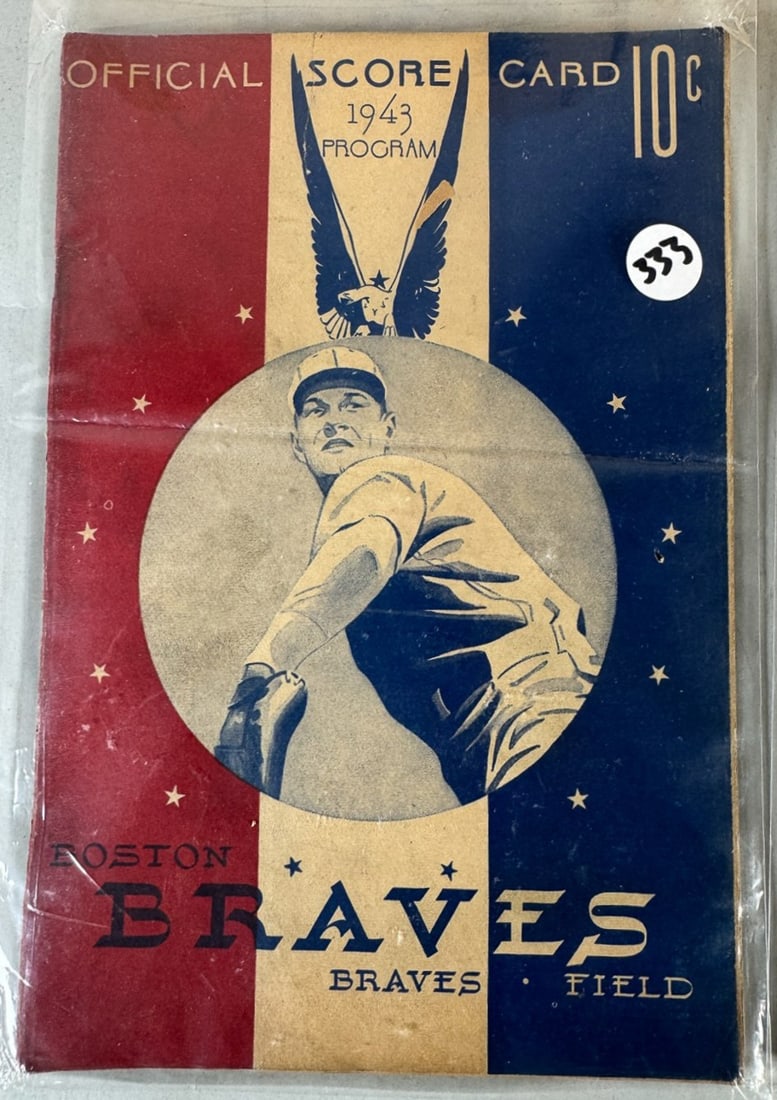 OFFICIAL SCORE CARD 10c
1943
PROGRAM
333
BOSTON
BRAVES
BRAVES · FIELD